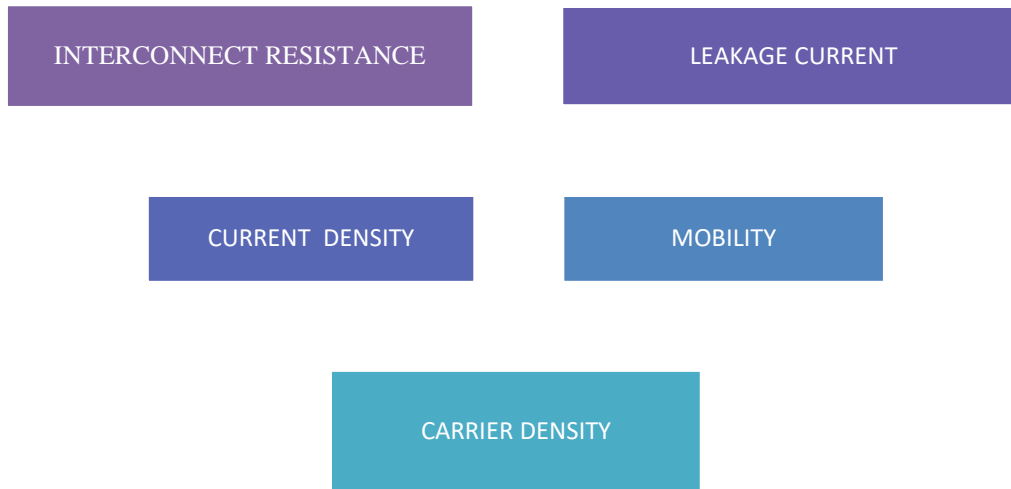 INTERCONNECT RESISTANCE
LEAKAGE CURRENT
CURRENT DENSITY
MOBILITY
CARRIER DENSITY